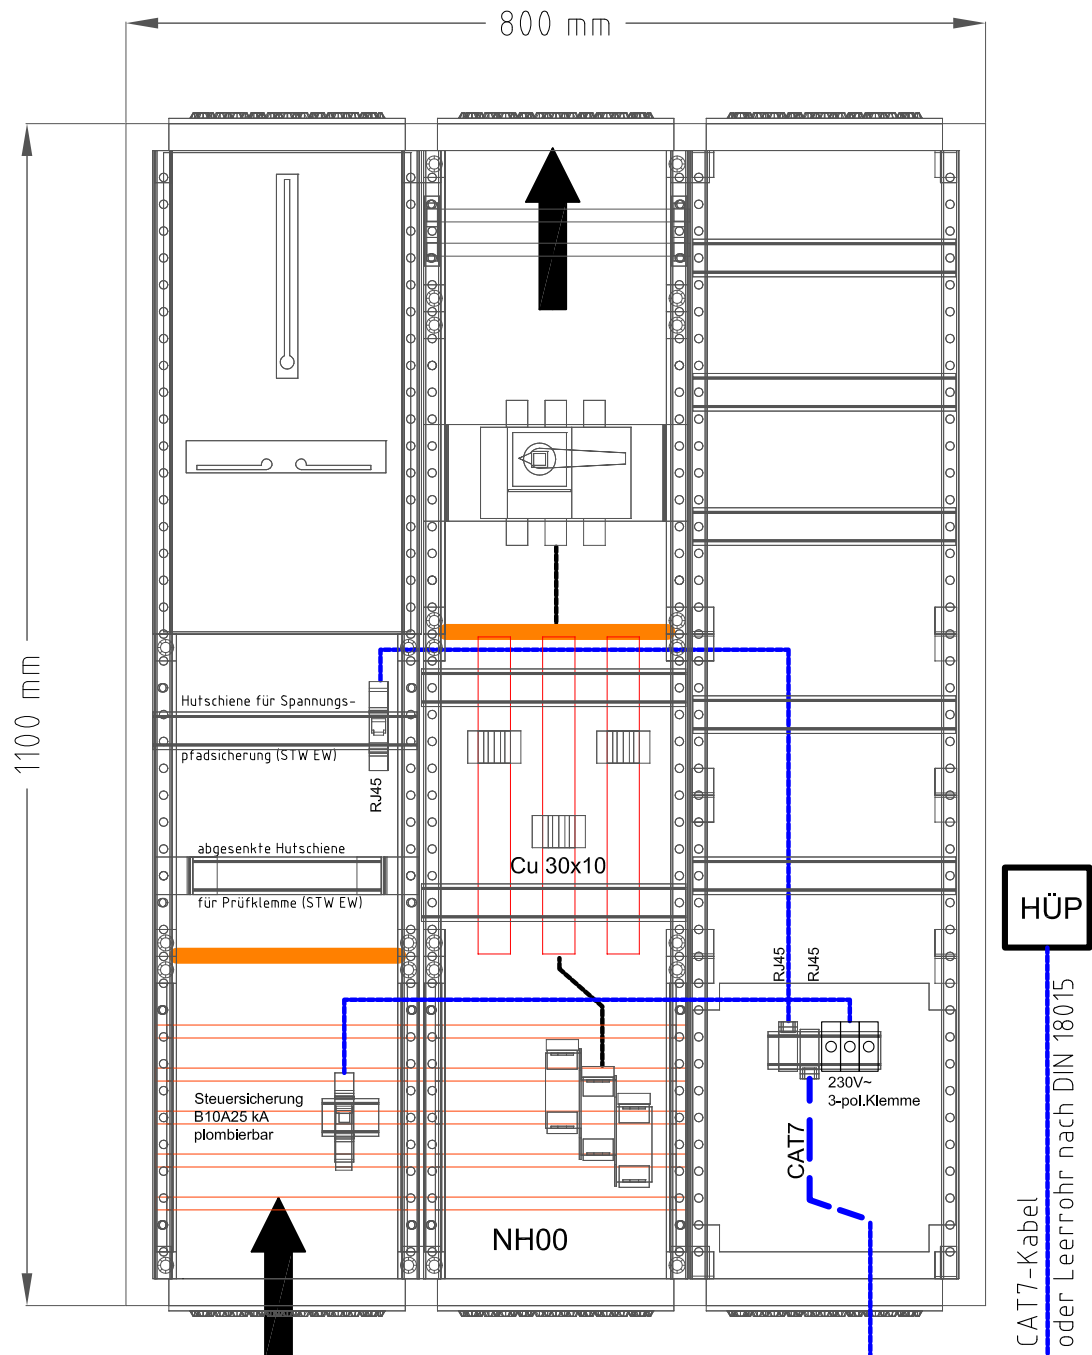 800 mm
1100 mm
Hutschiene für Spannungs-
pfadsicherung (STW EW)
RJ45
abgesenkte Hutschiene
für Prüfklemme (STW EW)
Cu 30x10
HÜP
RJ45
RJ45
Steuersicherung
B10A25 kA
plombierbar
230V~
3-pol.Klemme
CAT7
NH00
CAT7-Kabel
oder Leerrohr nach DIN 18015